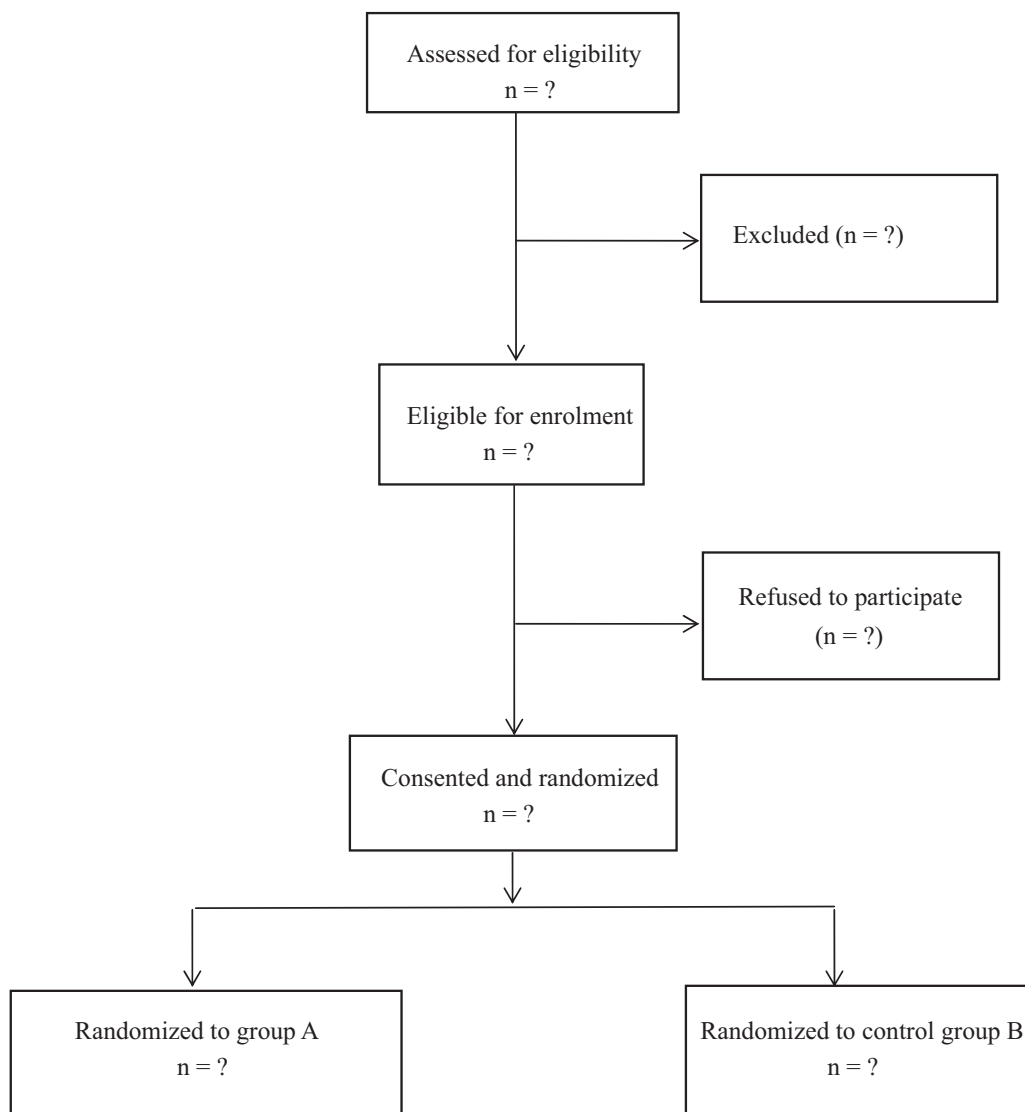 Assessed for eligibility
n = ?
Excluded (n = ?)
Eligible for enrolment
n = ?
Refused to participate
(n = ?)
Consented and randomized
n = ?
Randomized to group A
n = ?
Randomized to control group B
n = ?